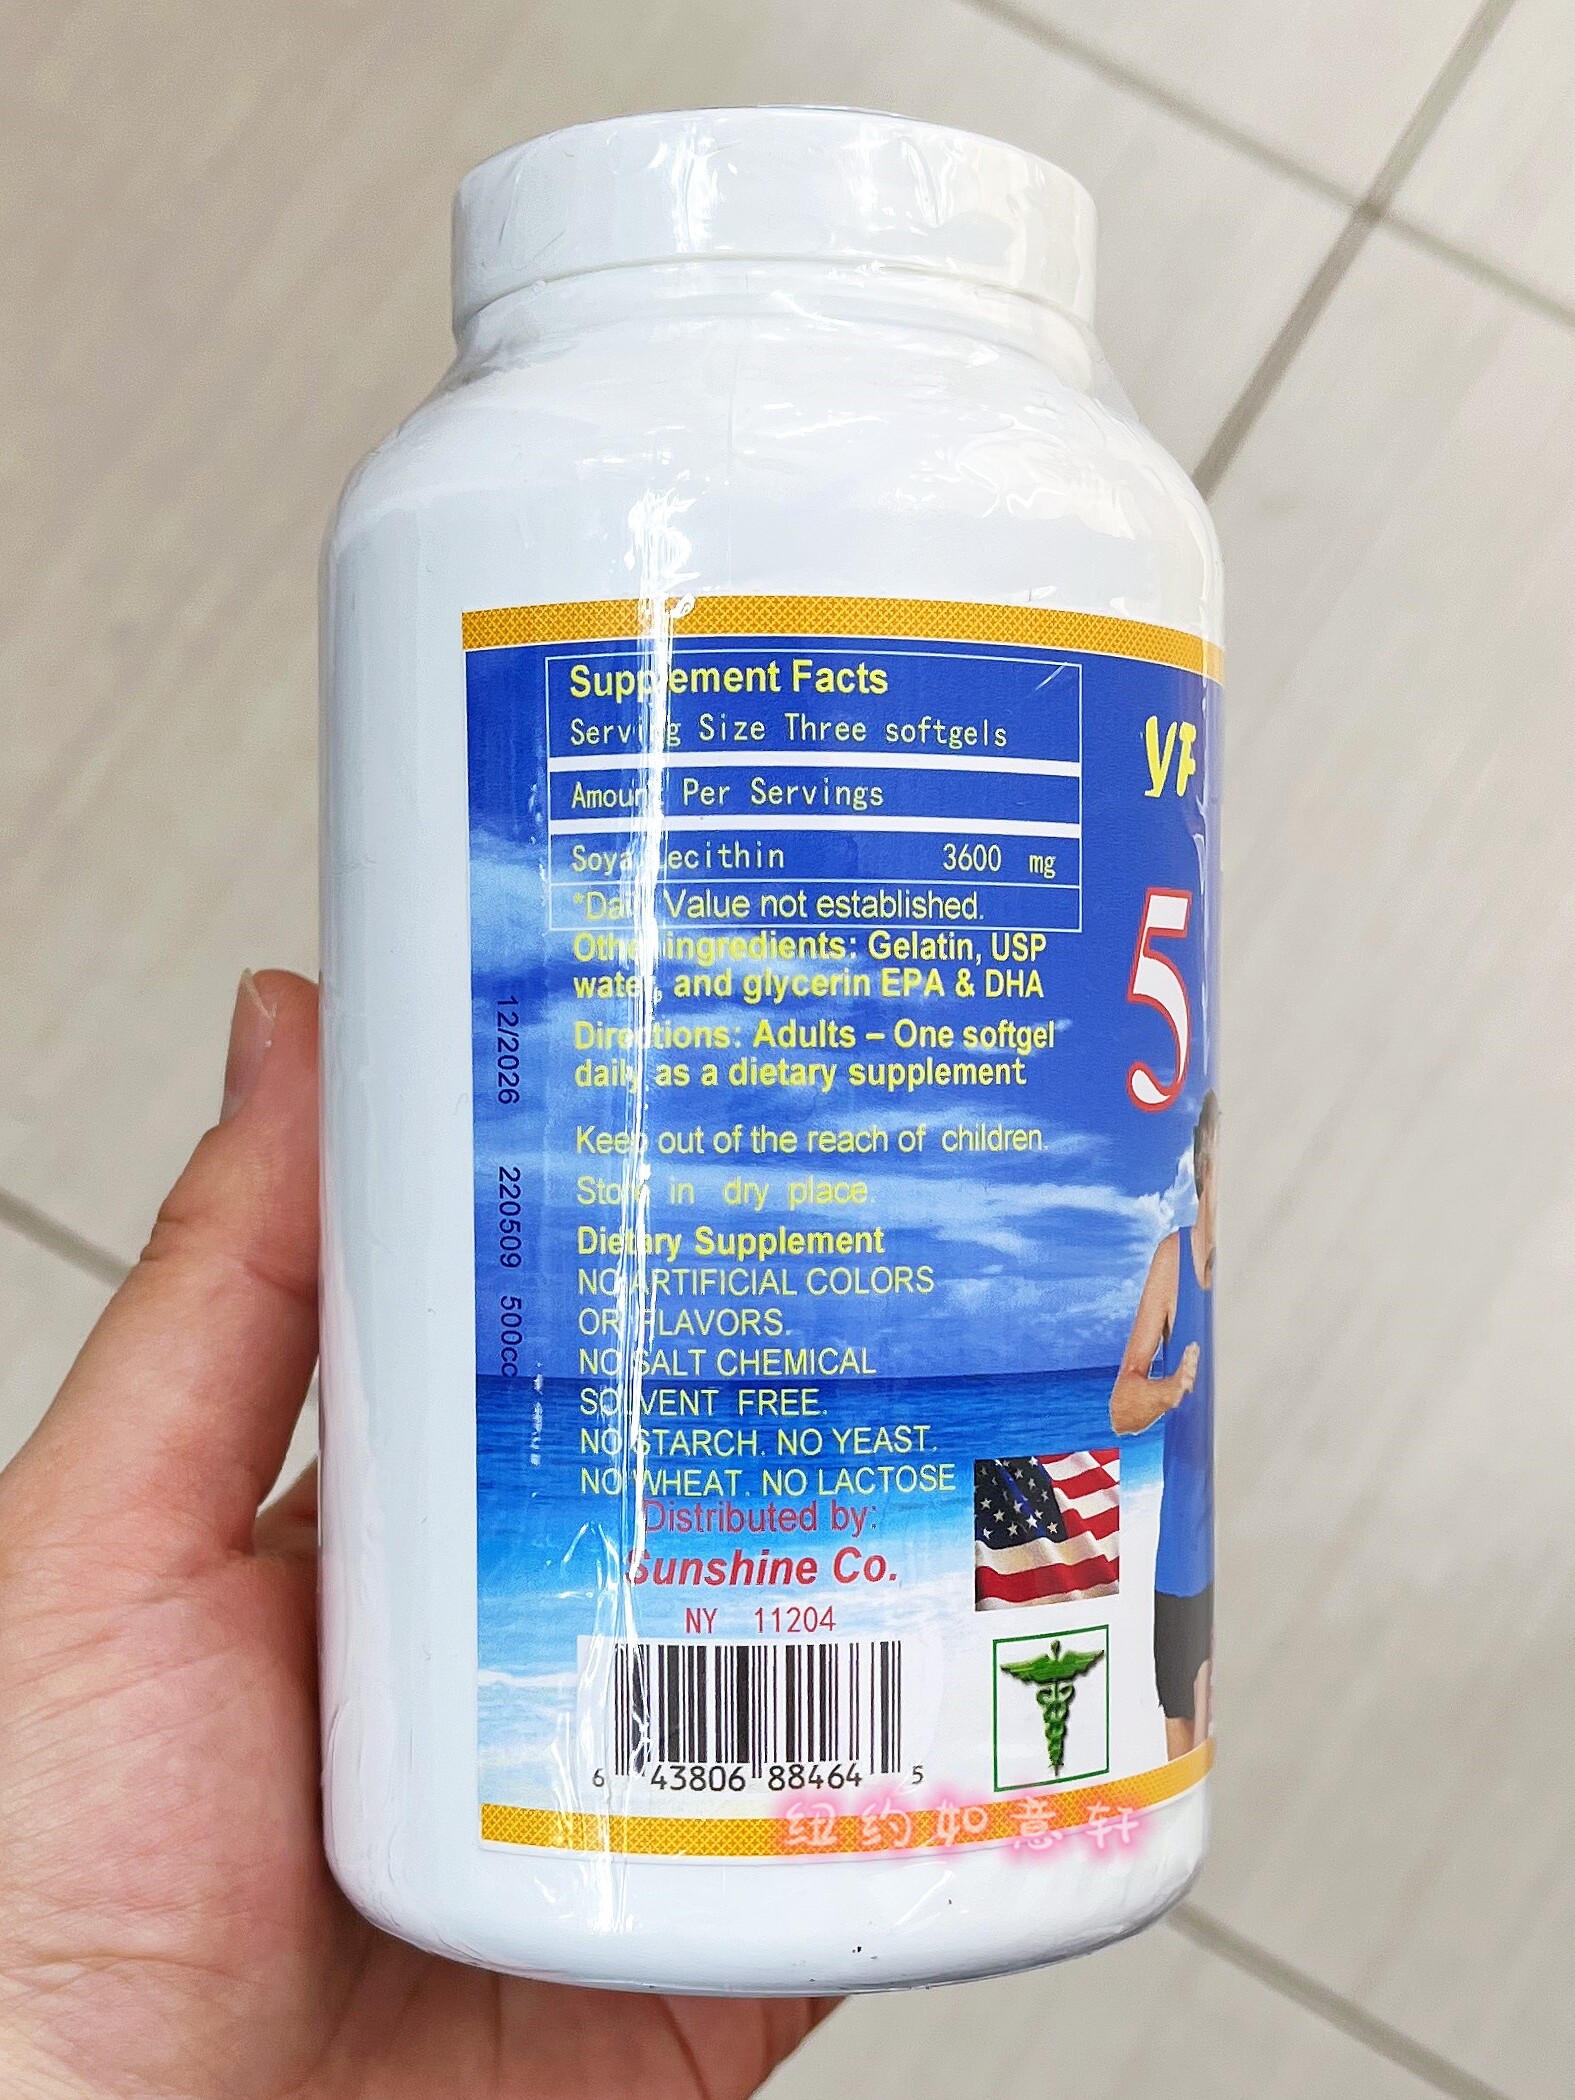 Supplement Facts
Serving Size Three softgels
Amount Per Servings
Soya Lecithin 3600 mg
*Daily Value not established.
Other ingredients: Gelatin, USP
water, and glycerin EPA & DHA
Directions: Adults – One softgel
daily as a dietary supplement
Keep out of the reach of children.
Store in dry place.
Dietary Supplement
NO ARTIFICIAL COLORS
OR FLAVORS.
NO SALT CHEMICAL
SOLVENT FREE.
NO STARCH. NO YEAST.
NO WHEAT. NO LACTOSE
Distributed by:
Sunshine Co.
NY 11204
6 43806 88464 5
12/2026 220509 500cc
YF
5
纽约如意轩